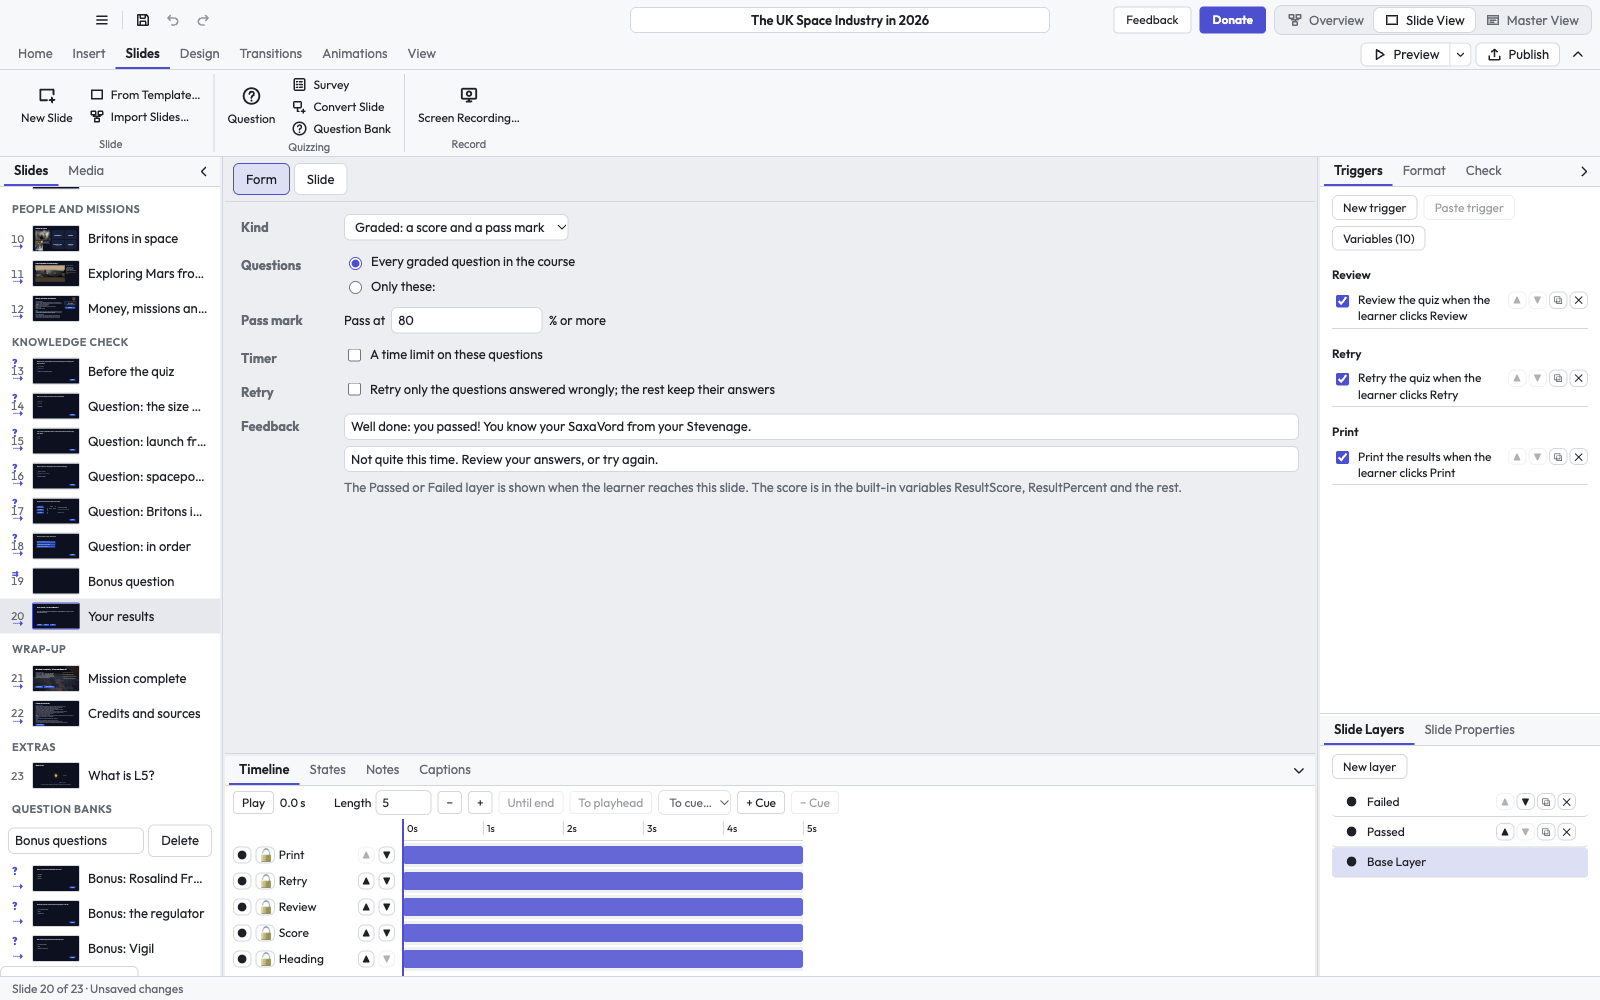 The UK Space Industry in 2026
Feedback
Donate
Overview
Slide View
Master View
Home
Insert
Slides
Design
Transitions
Animations
View
Preview
Publish
New Slide
From Template...
Import Slides...
Slide
Question
Survey
Convert Slide
Question Bank
Quizzing
Screen Recording...
Record
Slides
Media
PEOPLE AND MISSIONS
10 Britons in space
11 Exploring Mars fro...
12 Money, missions an...
KNOWLEDGE CHECK
13 Before the quiz
14 Question: the size ...
15 Question: launch fr...
16 Question: spacepo...
17 Question: Britons i...
18 Question: in order
19 Bonus question
20 Your results
WRAP-UP
21 Mission complete
22 Credits and sources
EXTRAS
23 What is L5?
QUESTION BANKS
Bonus questions
Delete
Bonus: Rosalind Fr...
Bonus: the regulator
Bonus: Vigil
Form
Slide
Kind
Graded: a score and a pass mark
Questions
Every graded question in the course
Only these:
Pass mark
Pass at 80 % or more
Timer
A time limit on these questions
Retry
Retry only the questions answered wrongly; the rest keep their answers
Feedback
Well done: you passed! You know your SaxaVord from your Stevenage.
Not quite this time. Review your answers, or try again.
The Passed or Failed layer is shown when the learner reaches this slide. The score is in the built-in variables ResultScore, ResultPercent and the rest.
Timeline
States
Notes
Captions
Play
0.0 s
Length 5
−
+
Until end
To playhead
To cue...
+ Cue
− Cue
0s 1s 2s 3s 4s 5s
Print
Retry
Review
Score
Heading
Triggers
Format
Check
New trigger
Paste trigger
Variables (10)
Review
Review the quiz when the
learner clicks Review
Retry
Retry the quiz when the
learner clicks Retry
Print
Print the results when the
learner clicks Print
Slide Layers
Slide Properties
New layer
Failed
Passed
Base Layer
Slide 20 of 23 · Unsaved changes